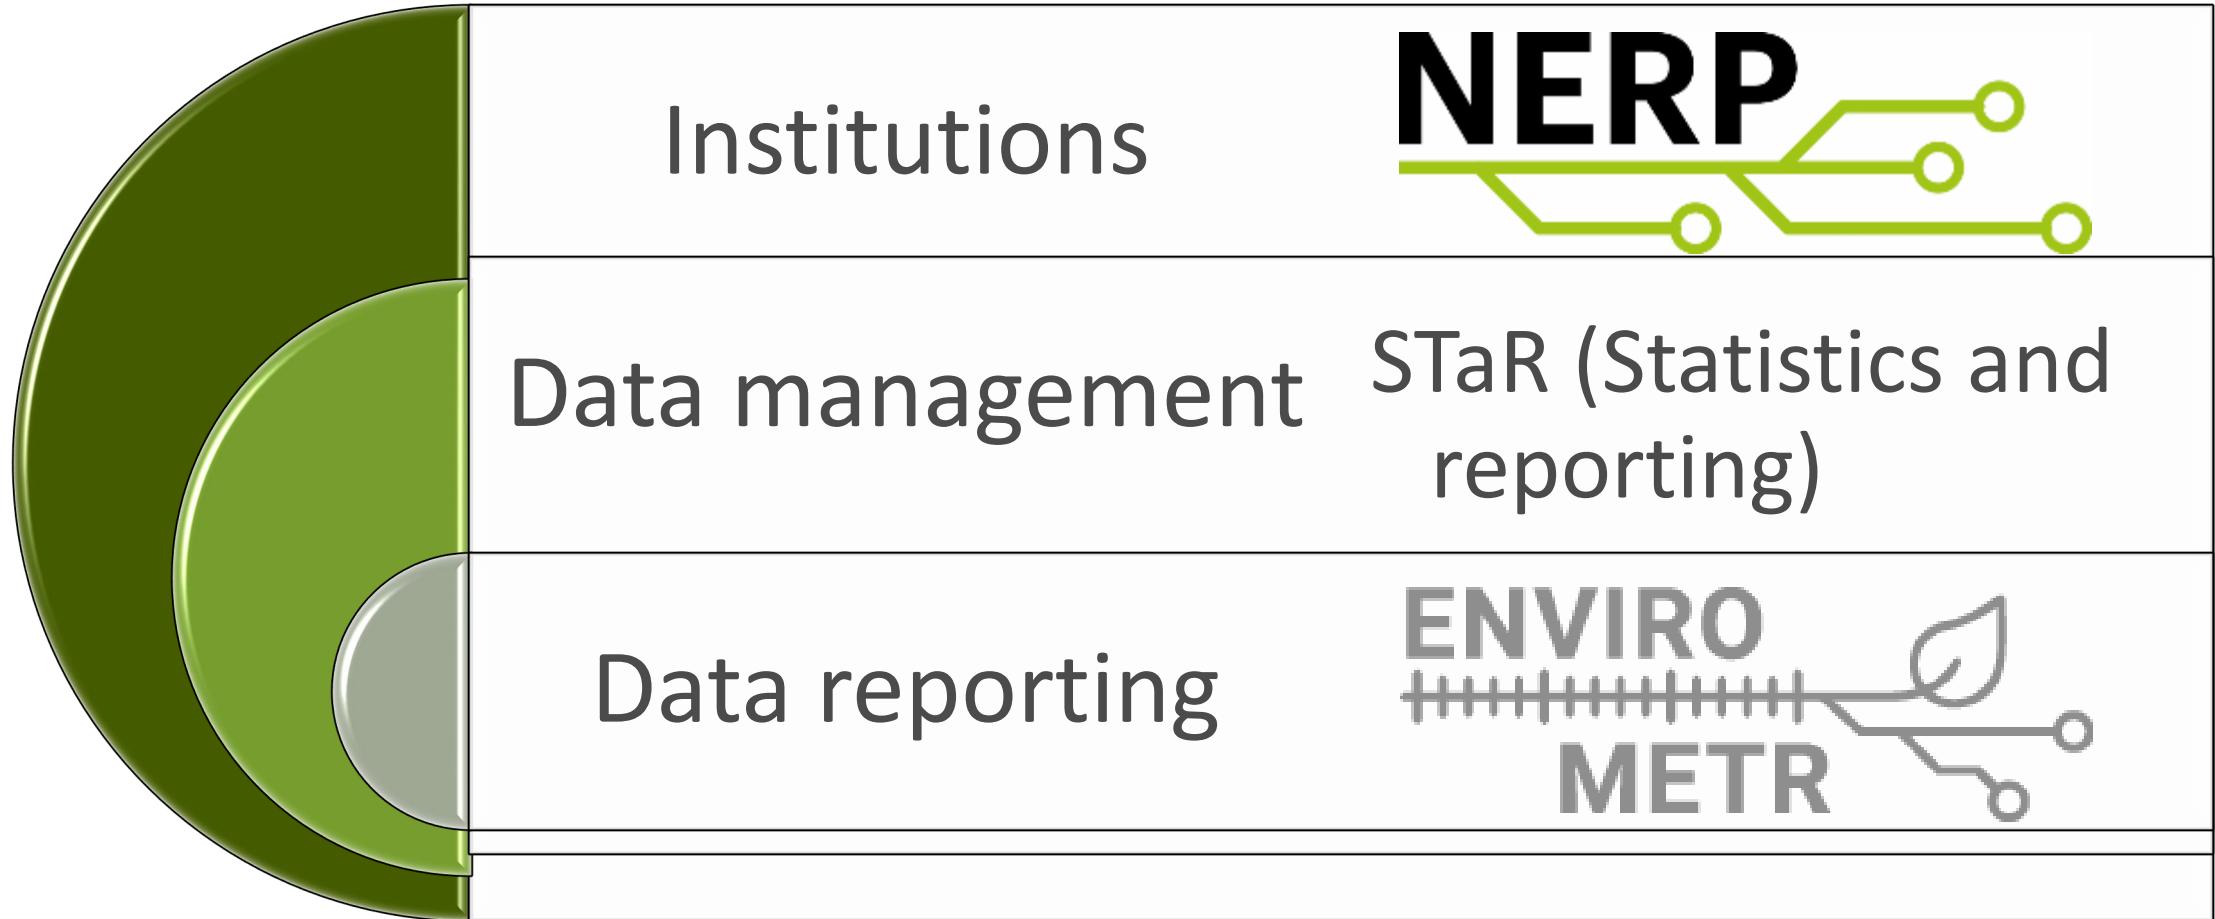 Institutions
NERP
Data management
STaR (Statistics and
reporting)
Data reporting
ENVIRO
METR